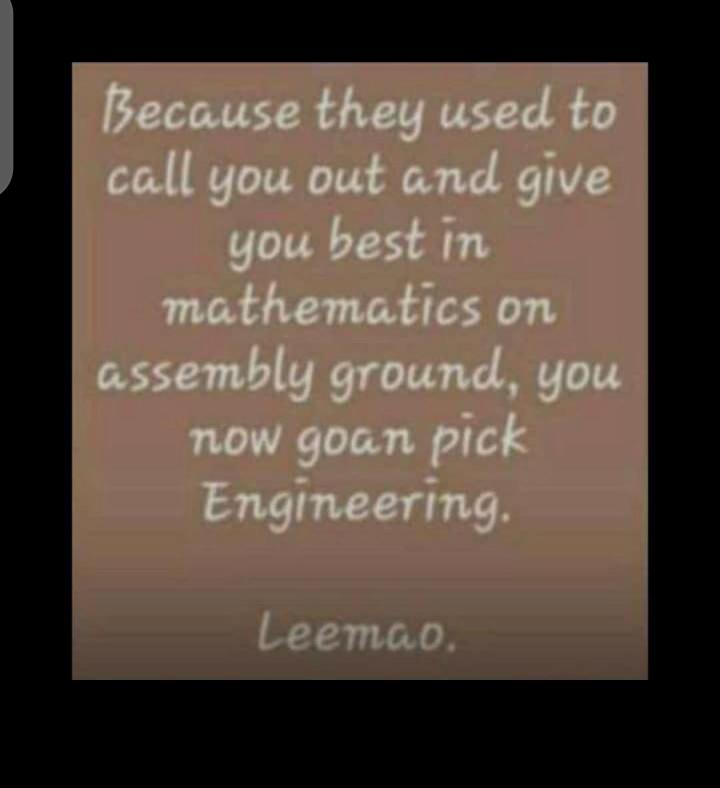 Because they used to
call you out and give
you best in
mathematics on
assembly ground, you
now goan pick
Engineering.
Leemao.